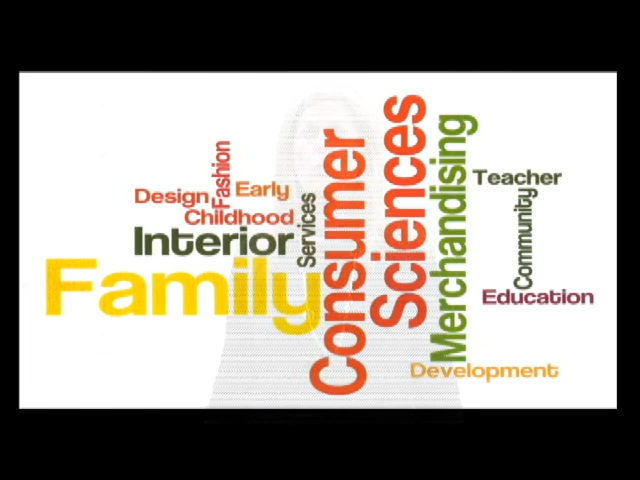 Sciences
Consumer
Merchandising
Fashion
Teacher
Early
Design
Community
Services
Childhood
Interior
Family
Education
Development